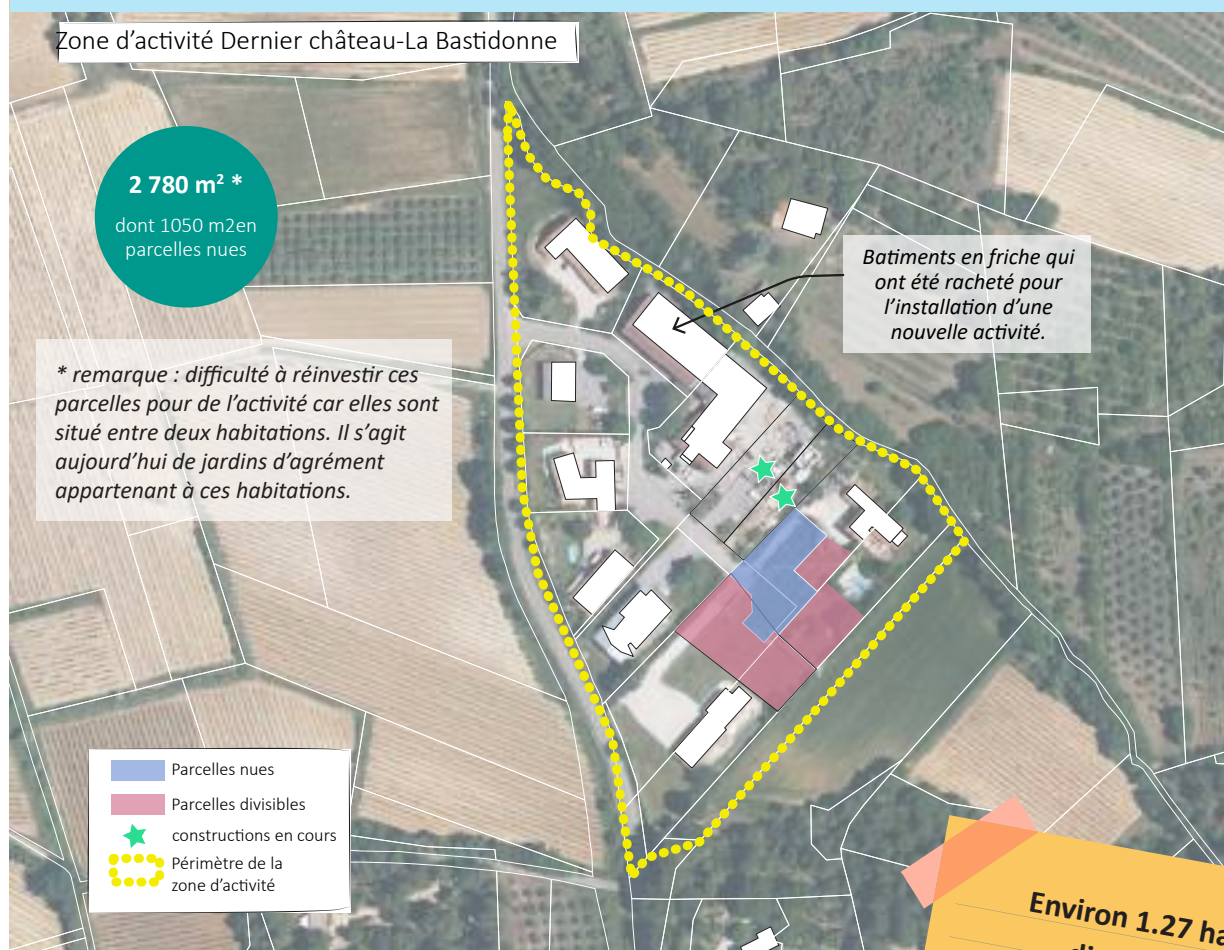 Zone d'activité Dernier château-La Bastidonne
2 780 m² *
dont 1050 m2en
parcelles nues
Batiments en friche qui
ont été racheté pour
l'installation d'une
nouvelle activité.
* remarque : difficulté à réinvestir ces
parcelles pour de l'activité car elles sont
situé entre deux habitations. Il s'agit
aujourd'hui de jardins d'agrément
appartenant à ces habitations.
Parcelles nues
Parcelles divisibles
constructions en cours
Périmètre de la
zone d'activité
Environ 1.27 ha